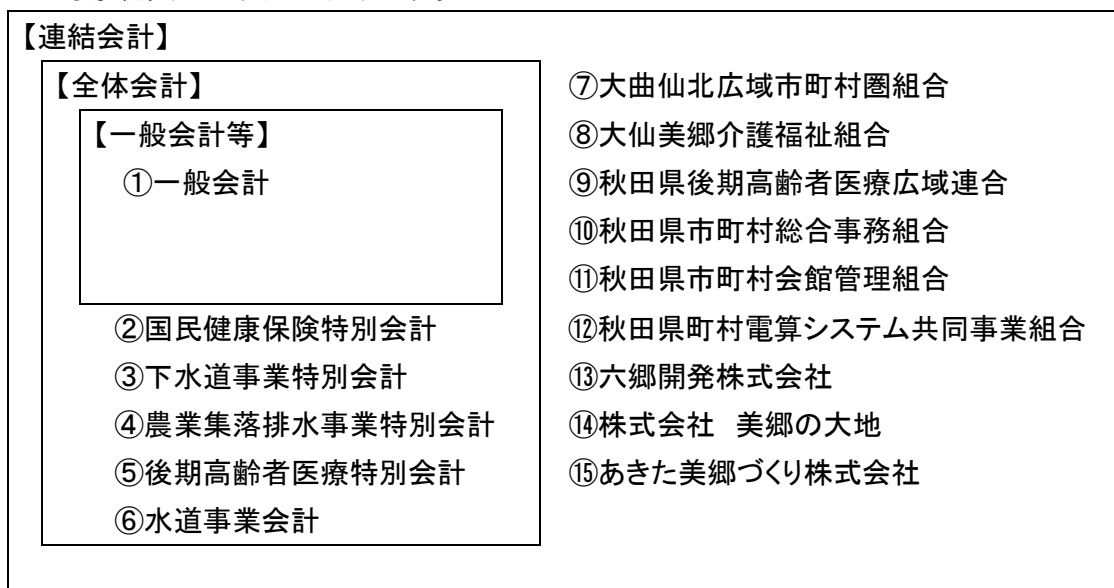 【連結会計】
【全体会計】
【一般会計等】
①一般会計
②国民健康保険特別会計
③下水道事業特別会計
④農業集落排水事業特別会計
⑤後期高齢者医療特別会計
⑥水道事業会計
⑦大曲仙北広域市町村圏組合
⑧大仙美郷介護福祉組合
⑨秋田県後期高齢者医療広域連合
⑩秋田県市町村総合事務組合
⑪秋田県市町村会館管理組合
⑫秋田県町村電算システム共同事業組合
⑬六郷開発株式会社
⑭株式会社　美郷の大地
⑮あきた美郷づくり株式会社